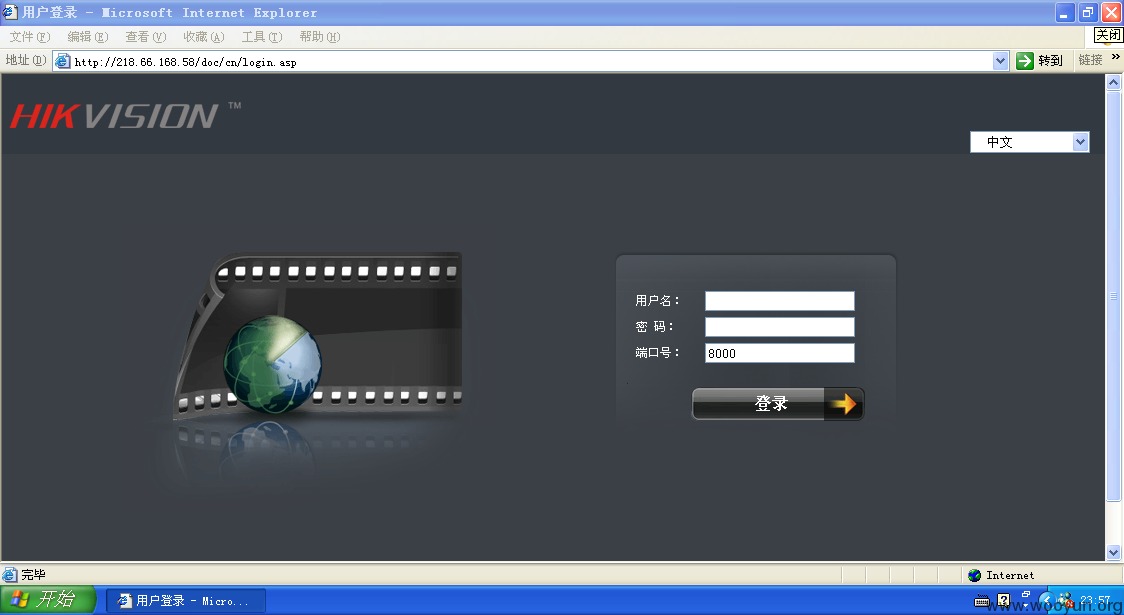 用户登录 - Microsoft Internet Explorer
文件(F) 编辑(E) 查看(V) 收藏(A) 工具(T) 帮助(H)
关闭
地址(D) http://218.66.168.58/doc/cn/login.asp 转到 链接 »
HIKVISION ™
中文
用户名：
密 码：
端口号： 8000
登录
完毕 Internet
开始 用户登录 - Micro... 23:57
www.wooyun.org